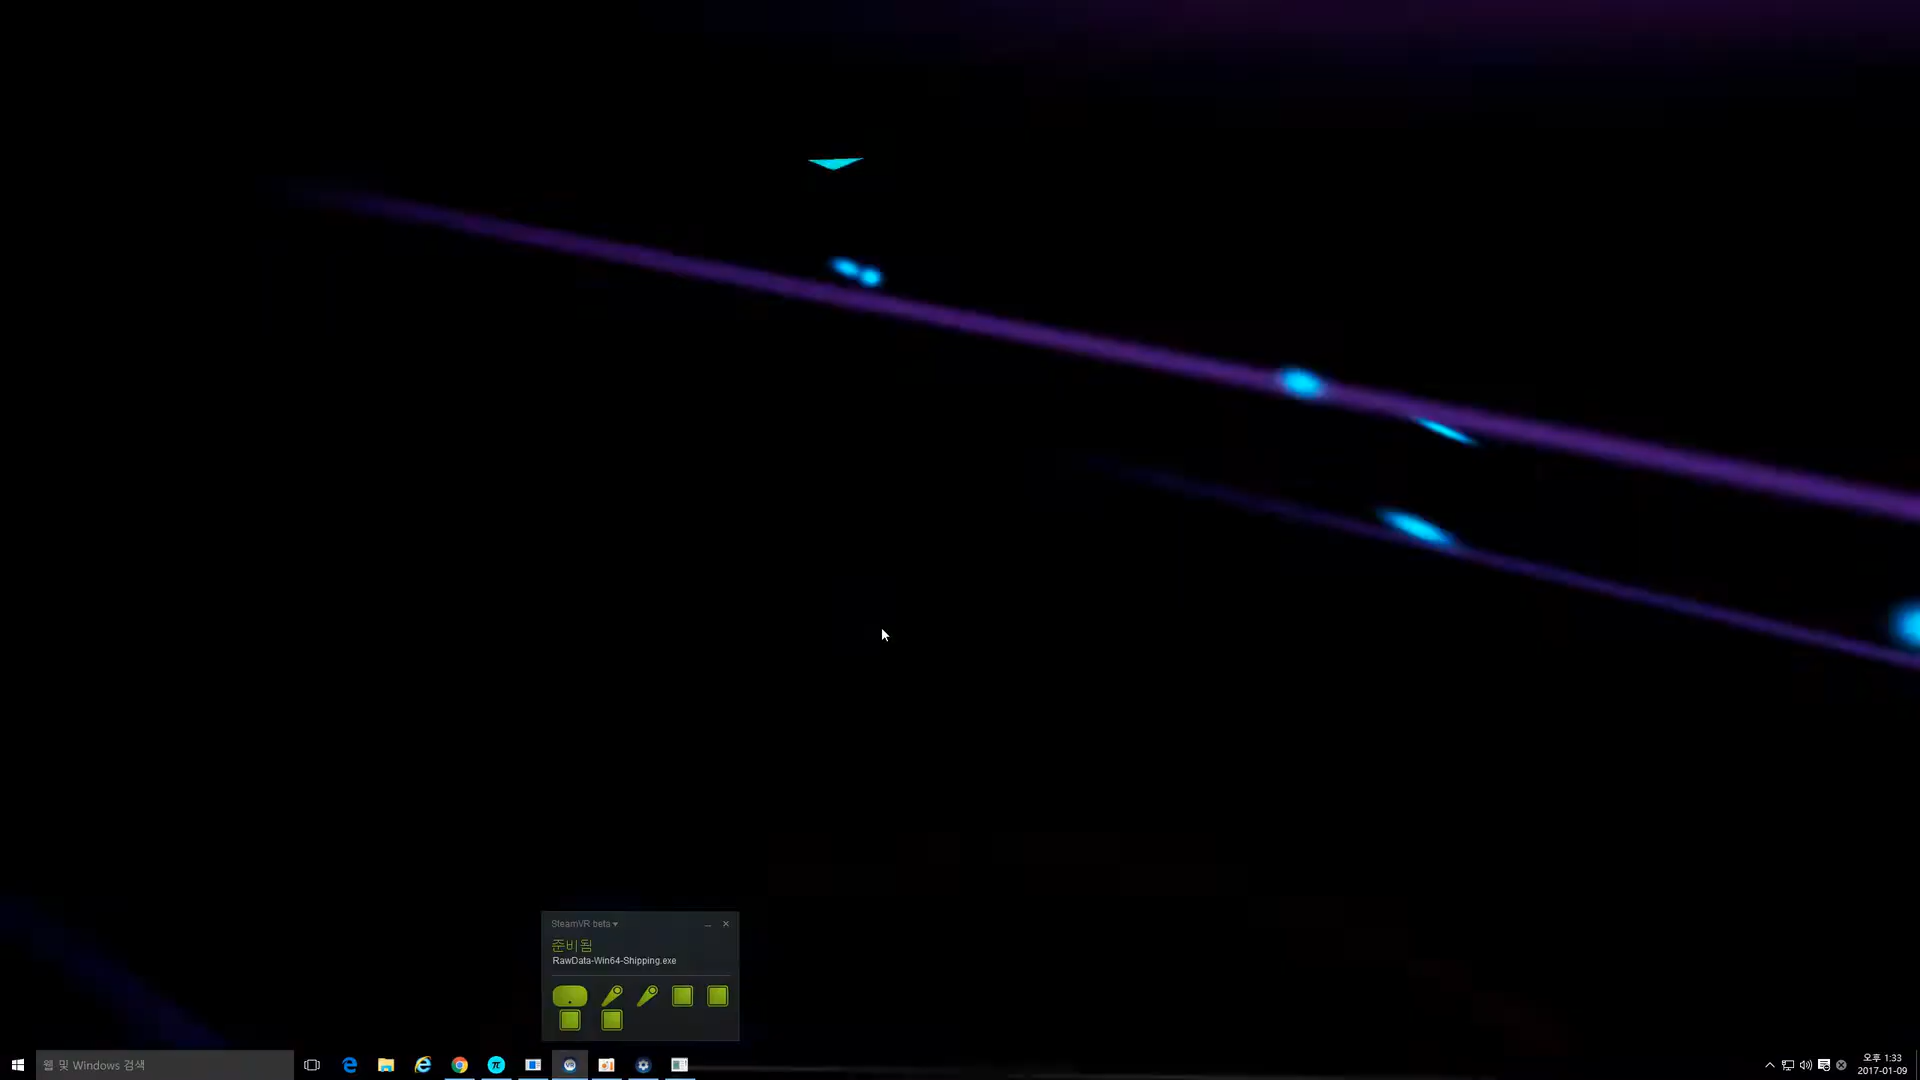 SteamVR beta
준비됨
RawData-Win64-Shipping.exe
웹 및 Windows 검색
오후 1:33
2017-01-09